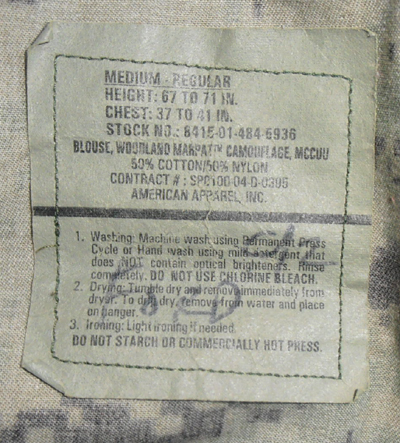 MEDIUM - REGULAR
HEIGHT: 67 TO 71 IN.
CHEST: 37 TO 41 IN.
STOCK NO.: 8415-01-484-6936
BLOUSE, WOODLAND MARPAT™ CAMOUFLAGE, MCCUU
50% COTTON/50% NYLON
CONTRACT # : SP0100-04-D-0305
AMERICAN APPAREL, INC.
1. Washing: Machine wash using Permanent Press
Cycle or Hand wash using mild detergent that
does NOT contain optical brighteners. Rinse
completely. DO NOT USE CHLORINE BLEACH.
2. Drying: Tumble dry and remove immediately from
dryer. To drip dry, remove from water and place
on hanger.
3. Ironing: Light ironing if needed.
DO NOT STARCH OR COMMERCIALLY HOT PRESS.